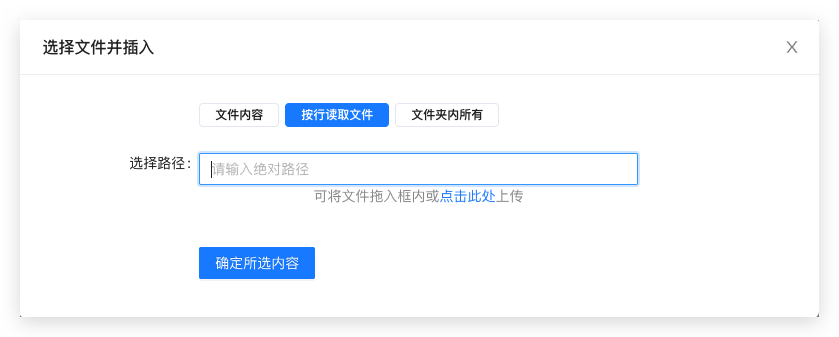 选择文件并插入
文件内容 按行读取文件 文件夹内所有
选择路径： 请输入绝对路径
可将文件拖入框内或点击此处上传
确定所选内容